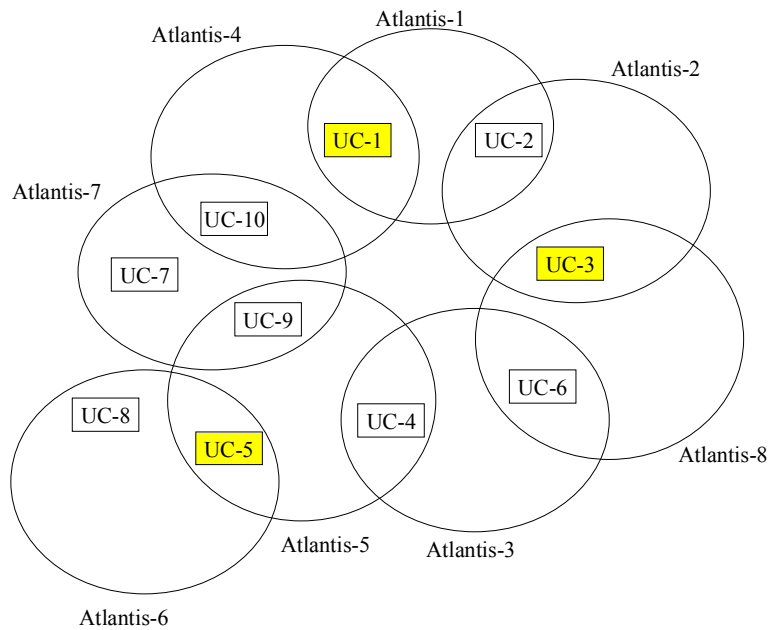 Atlantis-1
Atlantis-4
Atlantis-2
UC-1
UC-2
Atlantis-7
UC-10
UC-3
UC-7
UC-9
UC-6
UC-8
UC-4
UC-5
Atlantis-8
Atlantis-5
Atlantis-3
Atlantis-6